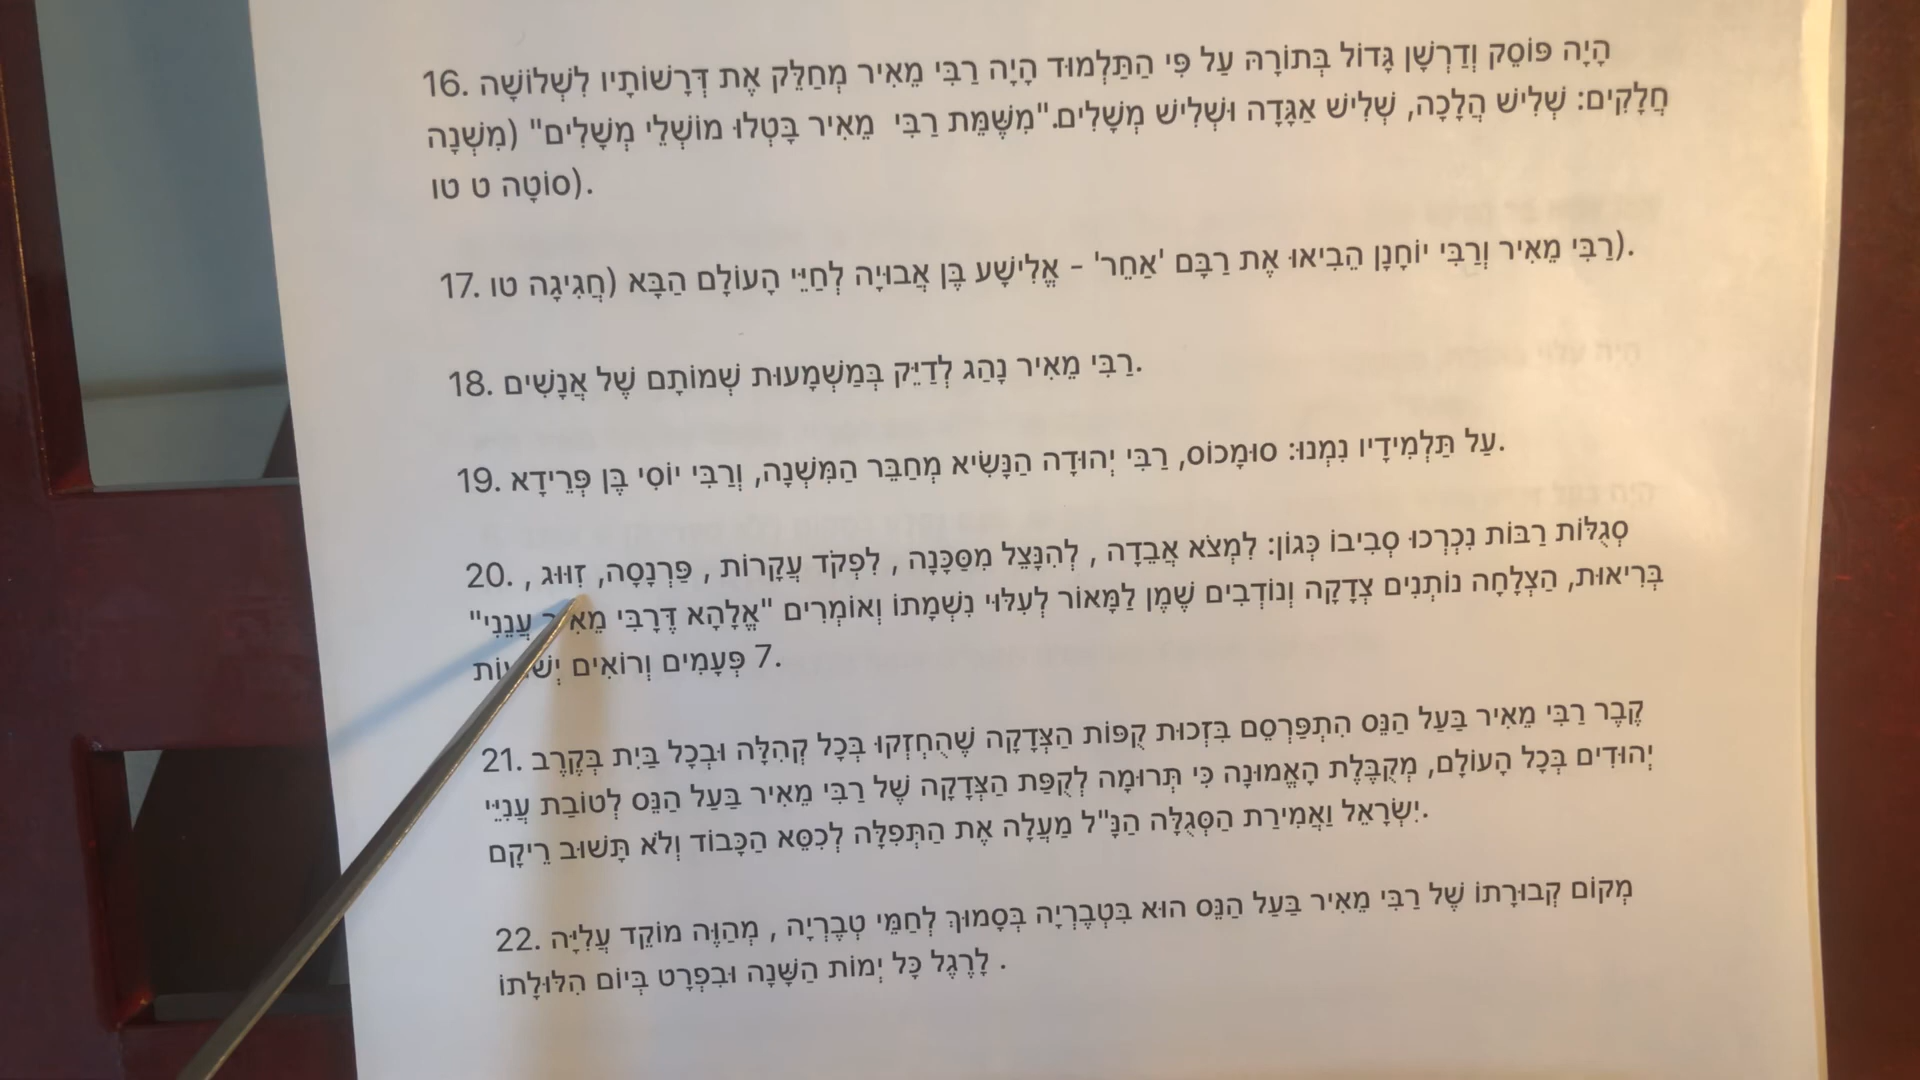 16. הָיָה פּוֹסֵק וְדַרְשָׁן גָּדוֹל בְּתוֹרָהּ עַל פִּי הַתַּלְמוּד הָיָה רַבִּי מֵאִיר מְחַלֵּק אֶת דְּרָשׁוֹתָיו לִשְׁלוֹשָׁה
חֲלָקִים: שְׁלִישׁ הֲלָכָה, שְׁלִישׁ אַגָּדָה וּשְׁלִישׁ מְשָׁלִים."מִשֶּׁמֵּת רַבִּי מֵאִיר בָּטְלוּ מוֹשְׁלֵי מְשָׁלִים" (מִשְׁנָה
סוֹטָה ט טו).
17. רַבִּי מֵאִיר וְרַבִּי יוֹחָנָן הֵבִיאוּ אֶת רַבָּם 'אַחֵר' - אֱלִישָׁע בֶּן אֲבוּיָה לְחַיֵּי הָעוֹלָם הַבָּא (חֲגִיגָה טו).
18. רַבִּי מֵאִיר נָהַג לְדַיֵּק בְּמַשְׁמָעוּת שְׁמוֹתָם שֶׁל אֲנָשִׁים.
19. עַל תַּלְמִידָיו נִמְנוּ: סוּמָכוֹס, רַבִּי יְהוּדָה הַנָּשִׂיא מְחַבֵּר הַמִּשְׁנָה, וְרַבִּי יוֹסִי בֶּן פְּרֵידָא.
20. סְגֻלּוֹת רַבּוֹת נִכְרְכוּ סְבִיבוֹ כְּגוֹן: לִמְצֹא אֲבֵדָה , לְהִנָּצֵל מִסַּכָּנָה , לִפְקֹד עֲקָרוֹת , פַּרְנָסָה, זִוּוּג ,
בְּרִיאוּת, הַצְלָחָה נוֹתְנִים צְדָקָה וְנוֹדְבִים שֶׁמֶן לַמָּאוֹר לְעִלּוּי נִשְׁמָתוֹ וְאוֹמְרִים "אֱלָהָא דְּרָבִּי מֵאִיר עֲנֵנִי"
7 פְּעָמִים וְרוֹאִים יְשׁוּעוֹת.
21. קֶבֶר רַבִּי מֵאִיר בַּעַל הַנֵּס הִתְפַּרְסֵם בִּזְכוּת קֻפּוֹת הַצְּדָקָה שֶׁהֻחְזְקוּ בְּכָל קְהִלָּה וּבְכָל בַּיִת בְּקֶרֶב
יְהוּדִים בְּכָל הָעוֹלָם, מְקֻבֶּלֶת הָאֱמוּנָה כִּי תְּרוּמָה לְקֻפַּת הַצְּדָקָה שֶׁל רַבִּי מֵאִיר בַּעַל הַנֵּס לְטוֹבַת עֲנִיֵּי
יִשְׂרָאֵל וַאֲמִירַת הַסְּגֻלָּה הַנָּ"ל מַעֲלָה אֶת הַתְּפִלָּה לְכִסֵּא הַכָּבוֹד וְלֹא תָּשׁוּב רֵיקָם.
22. מְקוֹם קְבוּרָתוֹ שֶׁל רַבִּי מֵאִיר בַּעַל הַנֵּס הוּא בִּטְבֶרְיָה בְּסָמוּךְ לְחַמֵּי טְבֶרְיָה , מְהַוֶּה מוֹקֵד עֲלִיָּה
לָרֶגֶל כָּל יְמוֹת הַשָּׁנָה וּבִפְרָט בְּיוֹם הִלּוּלָתוֹ .